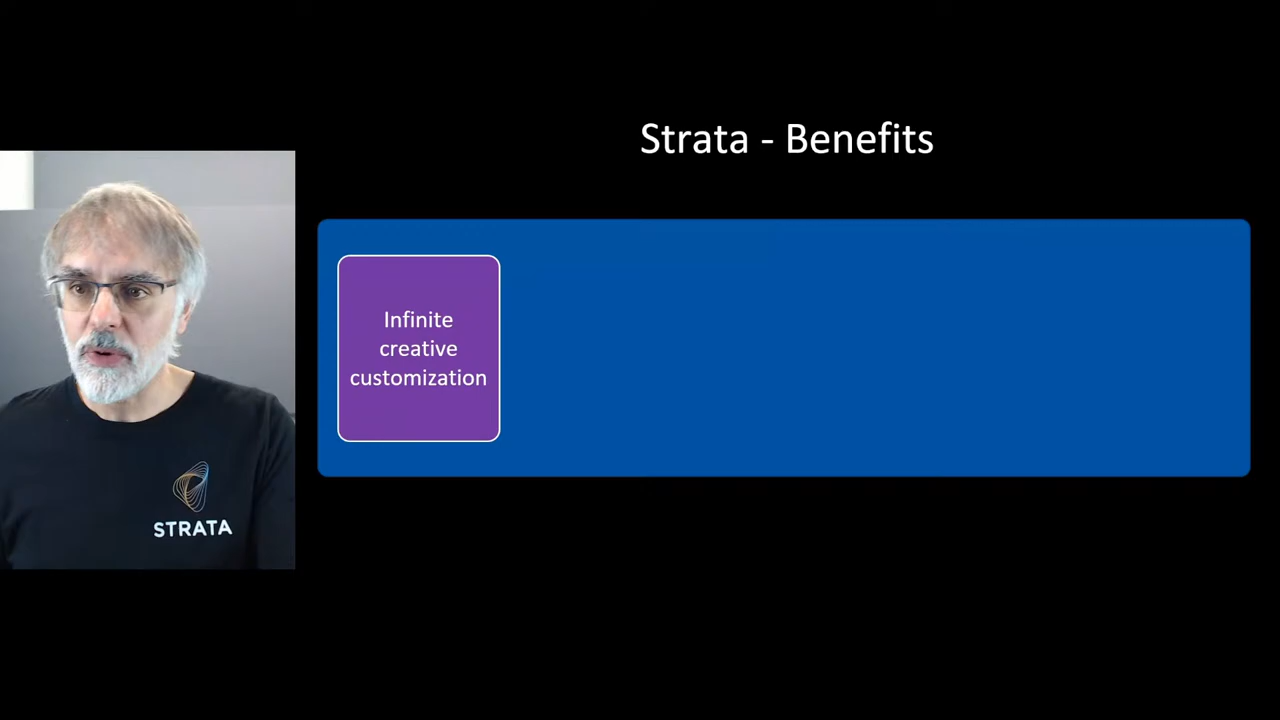 Strata - Benefits
Infinite
creative
customization
STRATA